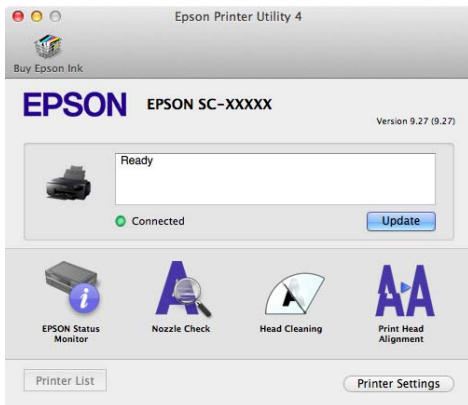 Epson Printer Utility 4
Buy Epson Ink
EPSON EPSON SC-XXXXX
Version 9.27 (9.27)
Ready
Connected Update
EPSON Status Monitor
Nozzle Check
Head Cleaning
Print Head Alignment
Printer List Printer Settings